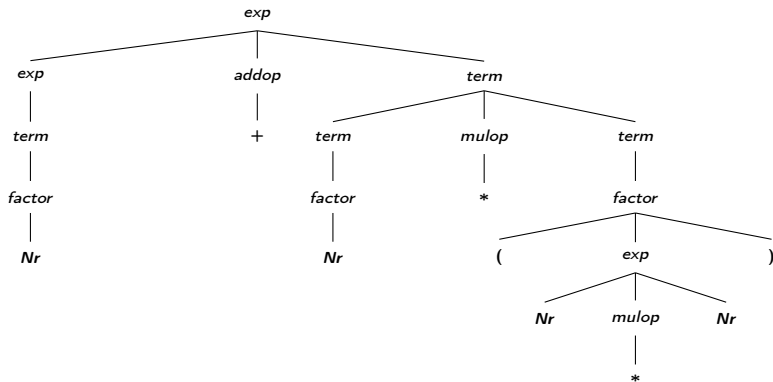 exp
exp addop term
term + term mulop term
factor factor * factor
Nr Nr ( exp )
Nr mulop Nr
*